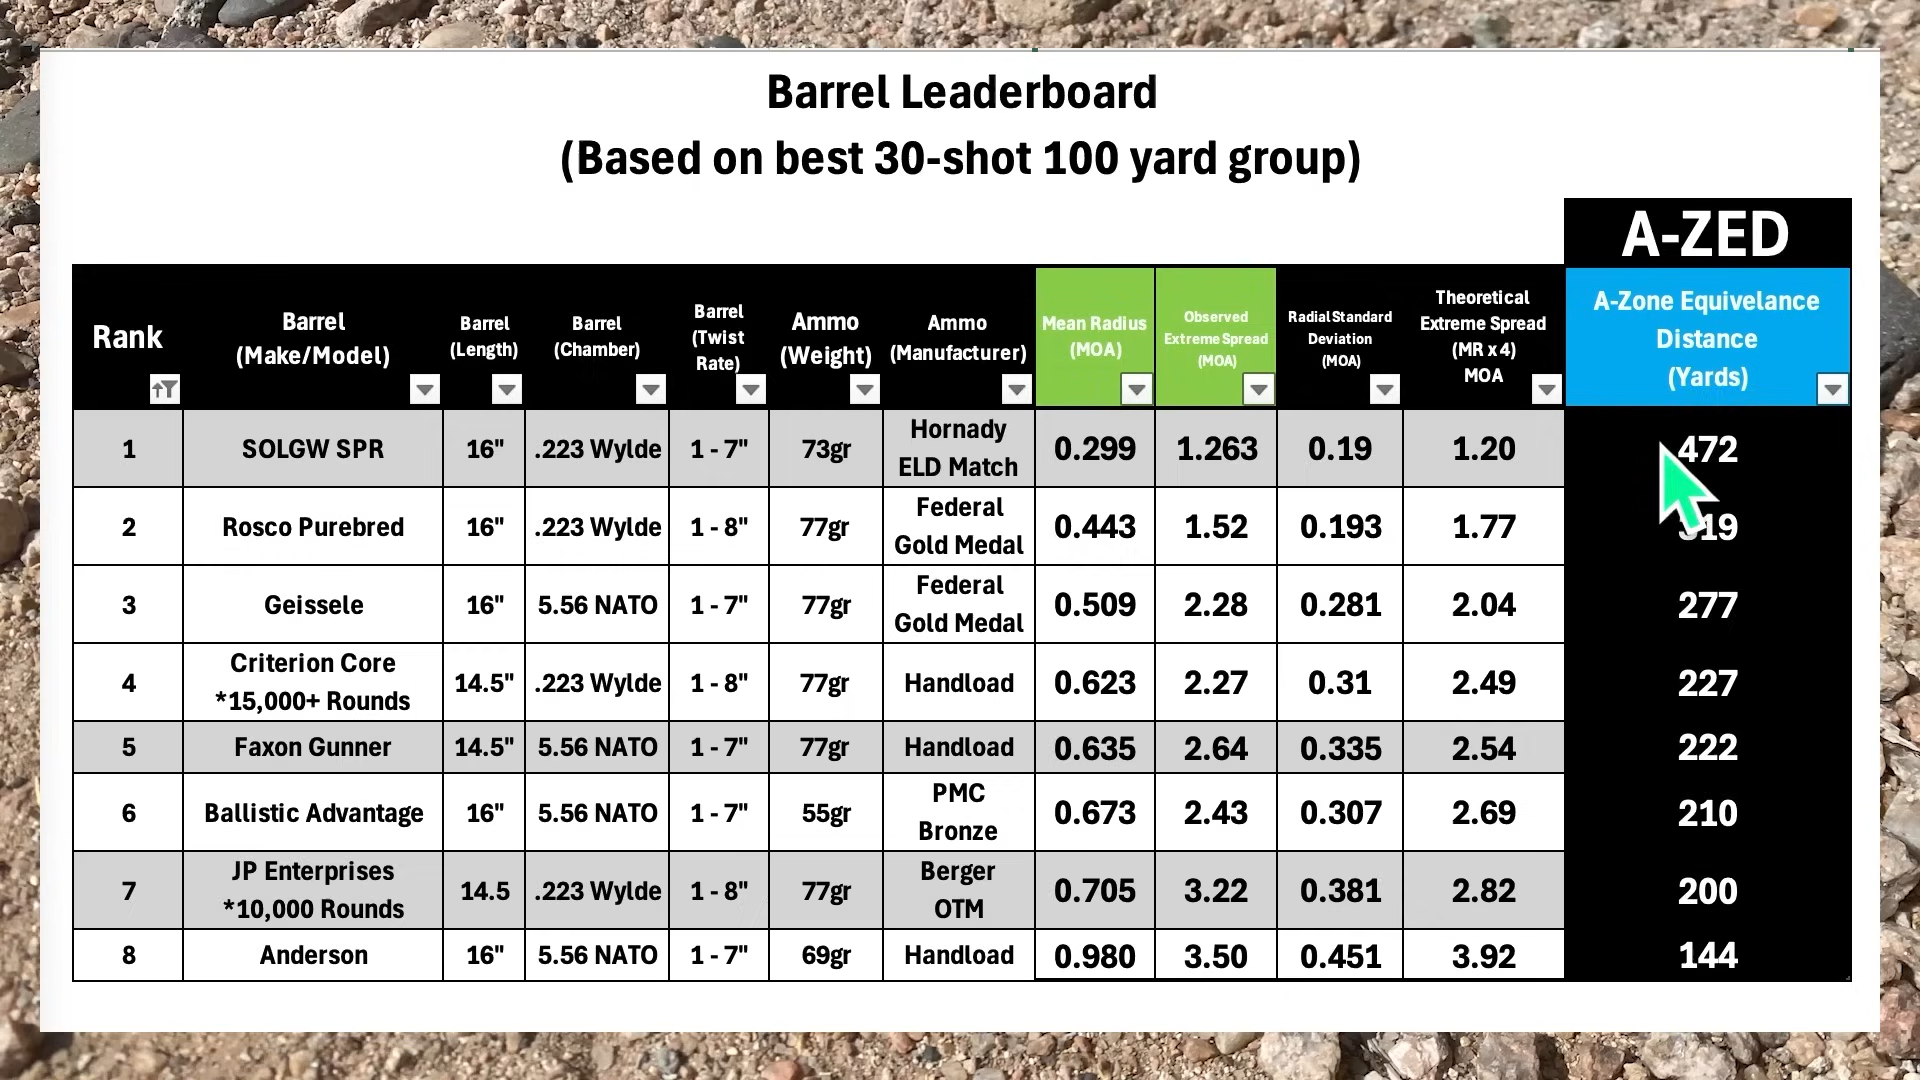 Barrel Leaderboard
(Based on best 30-shot 100 yard group)
A-ZED
Rank
Barrel
(Make/Model)
Barrel
(Length)
Barrel
(Chamber)
Barrel
(Twist
Rate)
Ammo
(Weight)
Ammo
(Manufacturer)
Mean Radius
(MOA)
Observed
Extreme Spread
(MOA)
Radial Standard
Deviation
(MOA)
Theoretical
Extreme Spread
(MR x 4)
MOA
A-Zone Equivelance
Distance
(Yards)
1
SOLGW SPR
16"
.223 Wylde
1 - 7"
73gr
Hornady
ELD Match
0.299
1.263
0.19
1.20
472
2
Rosco Purebred
16"
.223 Wylde
1 - 8"
77gr
Federal
Gold Medal
0.443
1.52
0.193
1.77
3
Geissele
16"
5.56 NATO
1 - 7"
77gr
Federal
Gold Medal
0.509
2.28
0.281
2.04
277
4
Criterion Core
*15,000+ Rounds
14.5"
.223 Wylde
1 - 8"
77gr
Handload
0.623
2.27
0.31
2.49
227
5
Faxon Gunner
14.5"
5.56 NATO
1 - 7"
77gr
Handload
0.635
2.64
0.335
2.54
222
6
Ballistic Advantage
16"
5.56 NATO
1 - 7"
55gr
PMC
Bronze
0.673
2.43
0.307
2.69
210
7
JP Enterprises
*10,000 Rounds
14.5
.223 Wylde
1 - 8"
77gr
Berger
OTM
0.705
3.22
0.381
2.82
200
8
Anderson
16"
5.56 NATO
1 - 7"
69gr
Handload
0.980
3.50
0.451
3.92
144